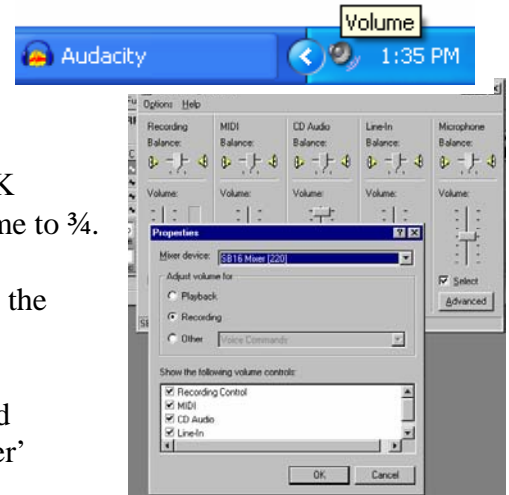 Volume
Audacity
1:35 PM
Options Help
Recording MIDI CD Audio Line-In Microphone
Balance: Balance: Balance: Balance: Balance:
Volume: Volume: Volume: Volume: Volume:
K
me to ¾.
the
d
er’
Properties
Mixer device: SB16 Mixer [220]
Adjust volume for
Playback
Recording
Other Voice Commands
Show the following volume controls:
Recording Control
MIDI
CD Audio
Line-In
OK Cancel
Select
Advanced